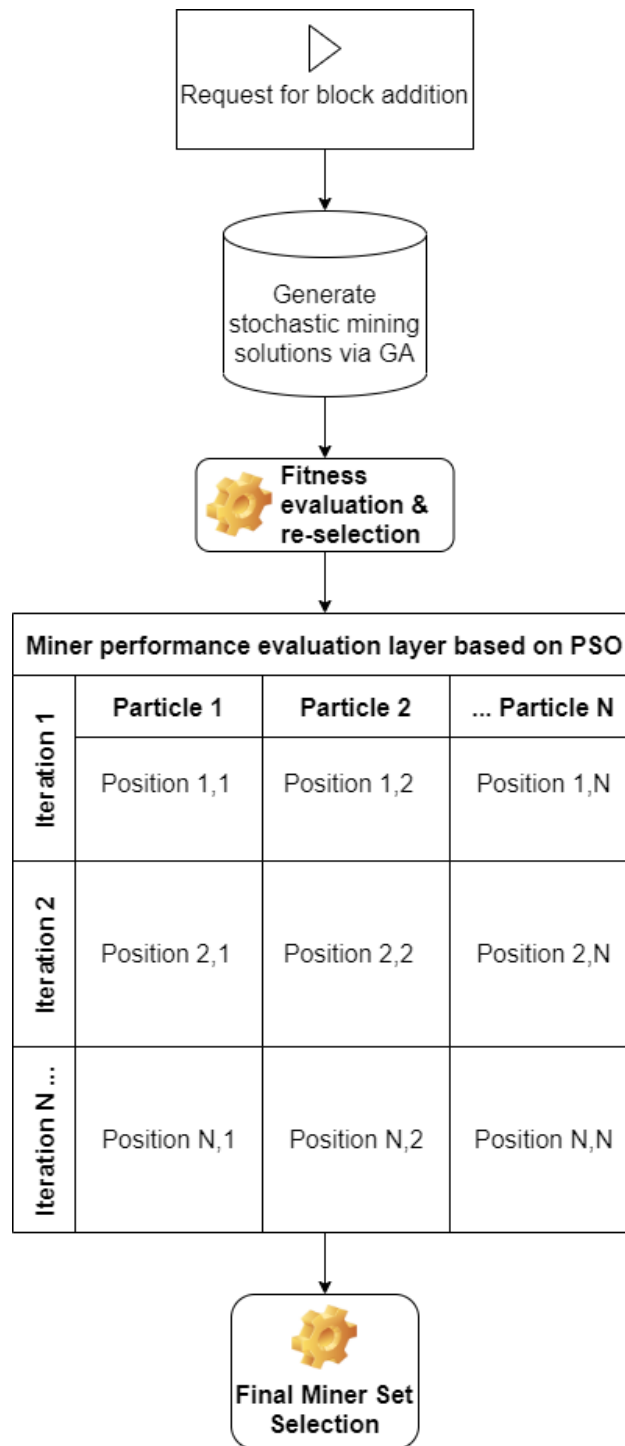 Request for block addition
Generate
stochastic mining
solutions via GA
Fitness
evaluation &
re-selection
Miner performance evaluation layer based on PSO
Iteration 1
Particle 1
Particle 2
... Particle N
Position 1,1
Position 1,2
Position 1,N
Iteration 2
Position 2,1
Position 2,2
Position 2,N
Iteration N ...
Position N,1
Position N,2
Position N,N
Final Miner Set
Selection